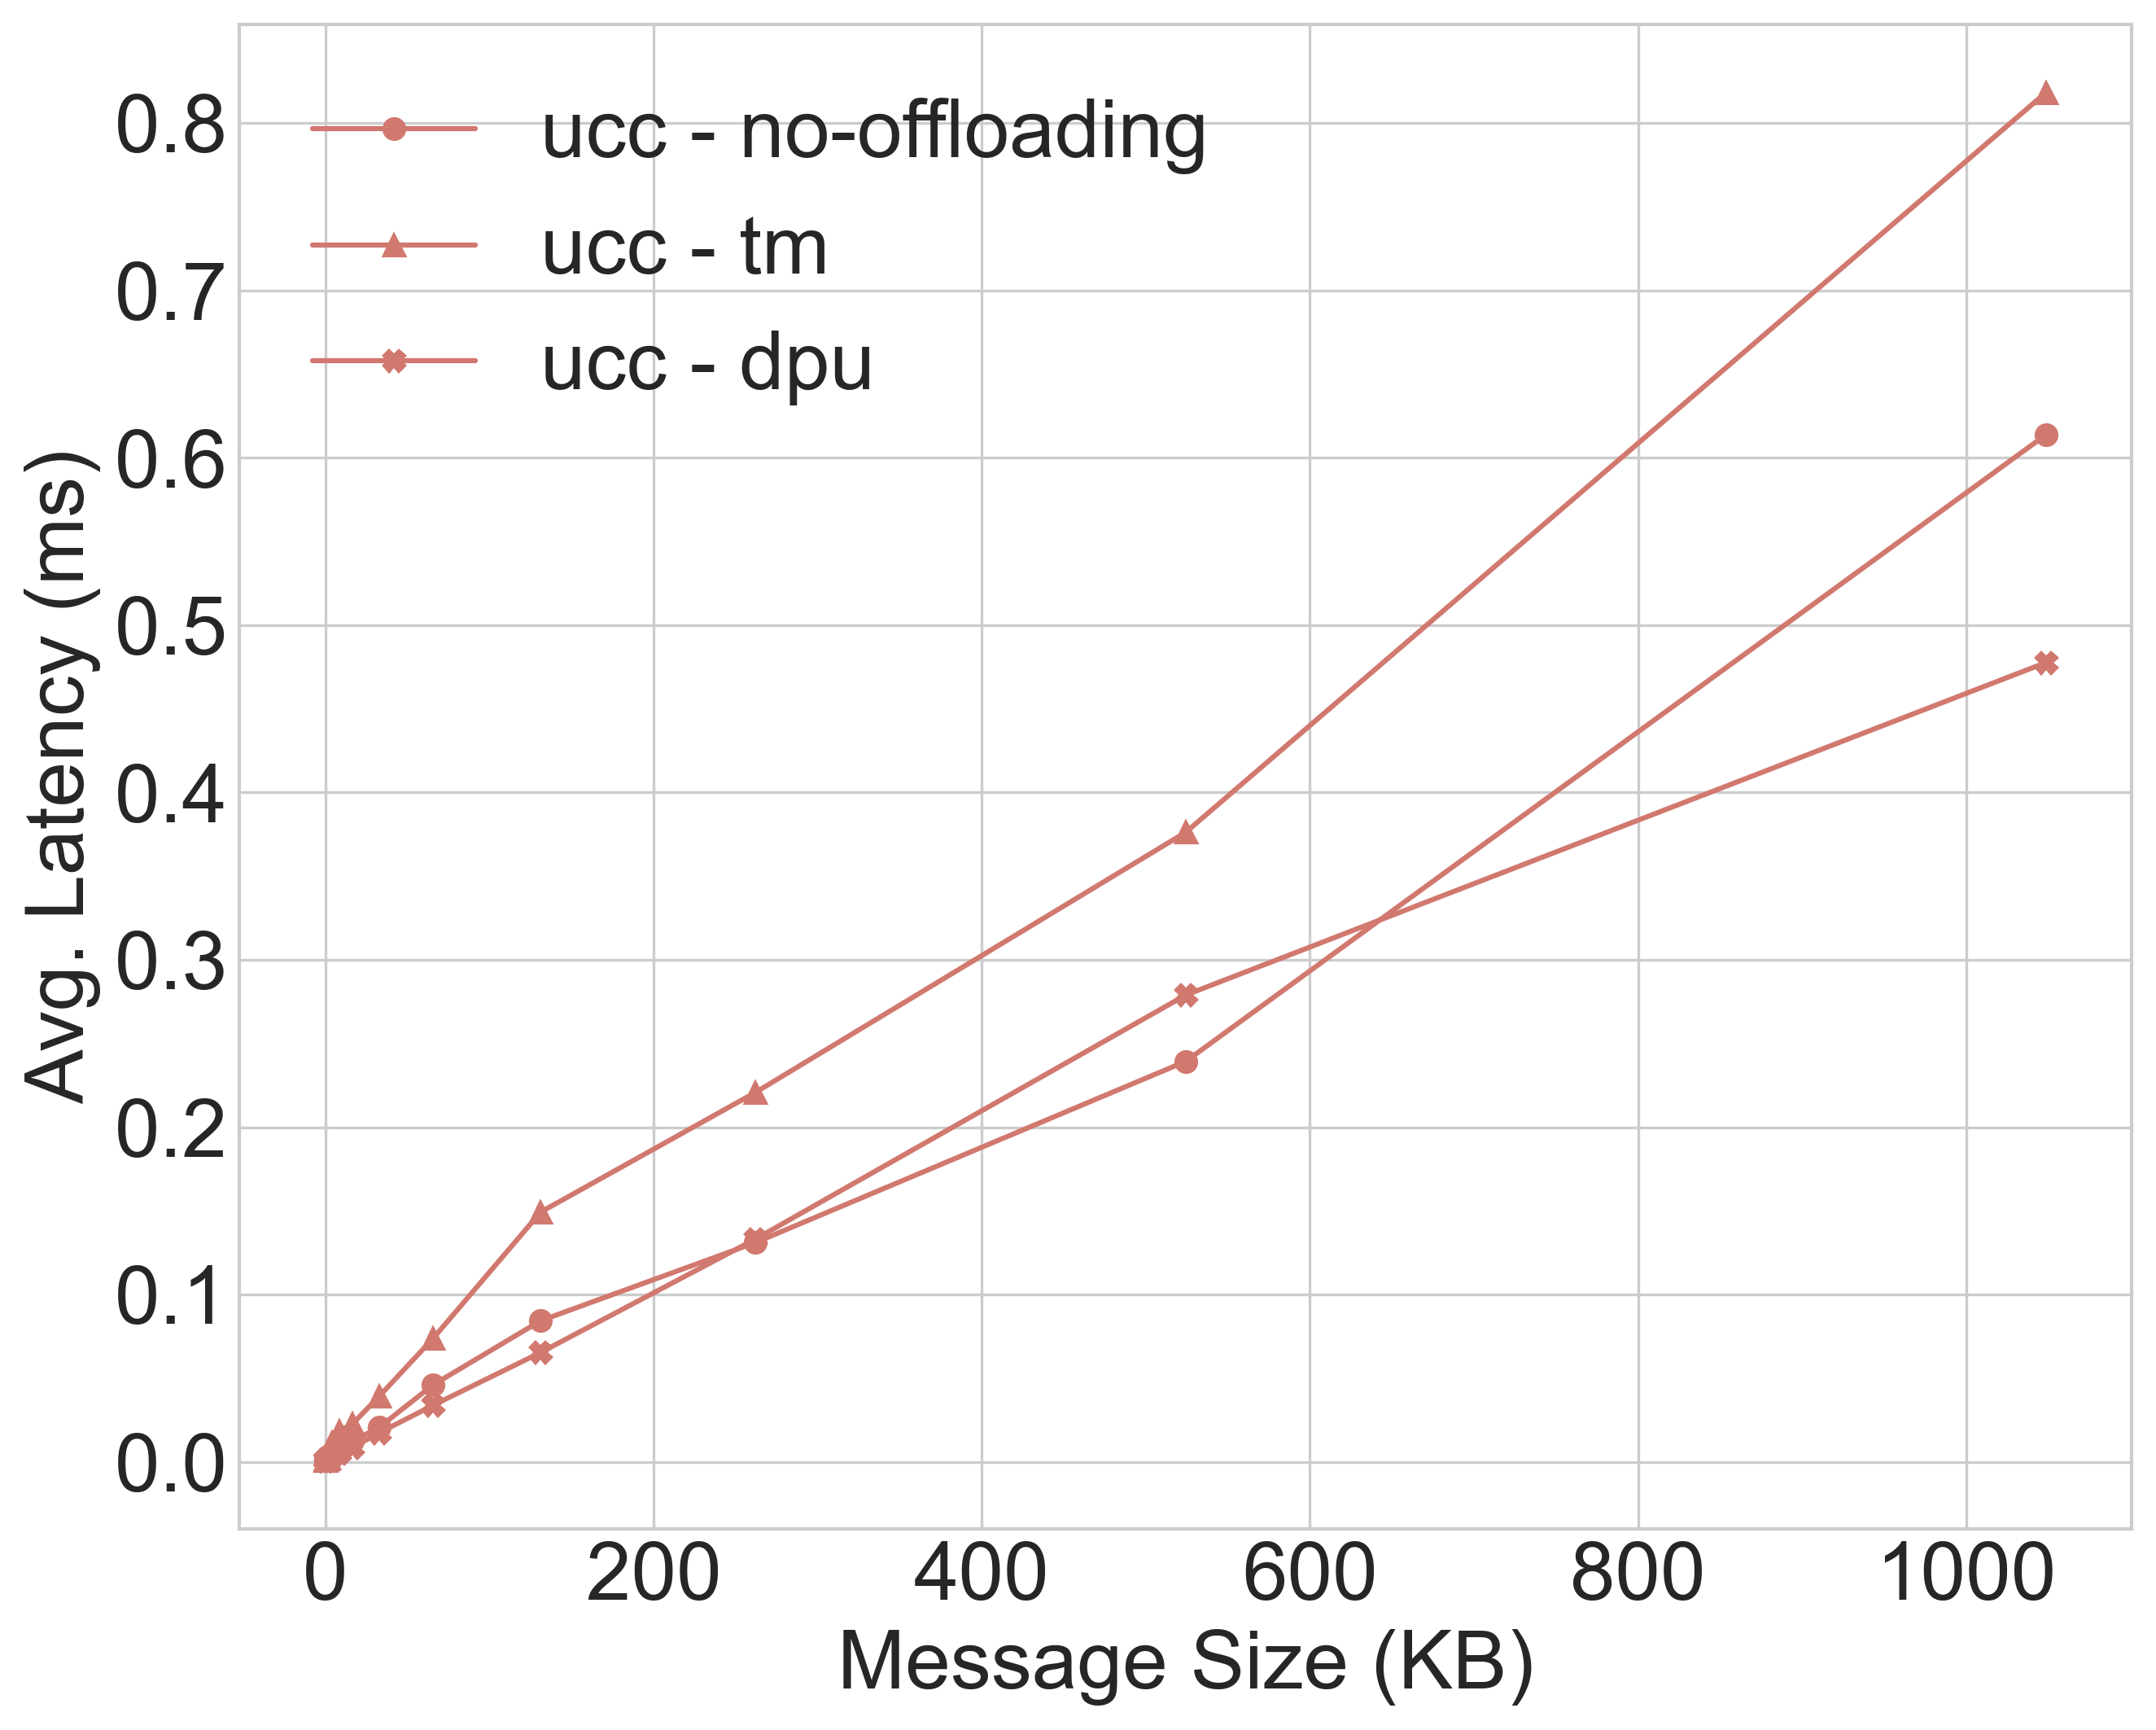 ucc - no-offloading
ucc - tm
ucc - dpu
0.8
0.7
0.6
0.5
0.4
0.3
0.2
0.1
0.0
Avg. Latency (ms)
0 200 400 600 800 1000
Message Size (KB)